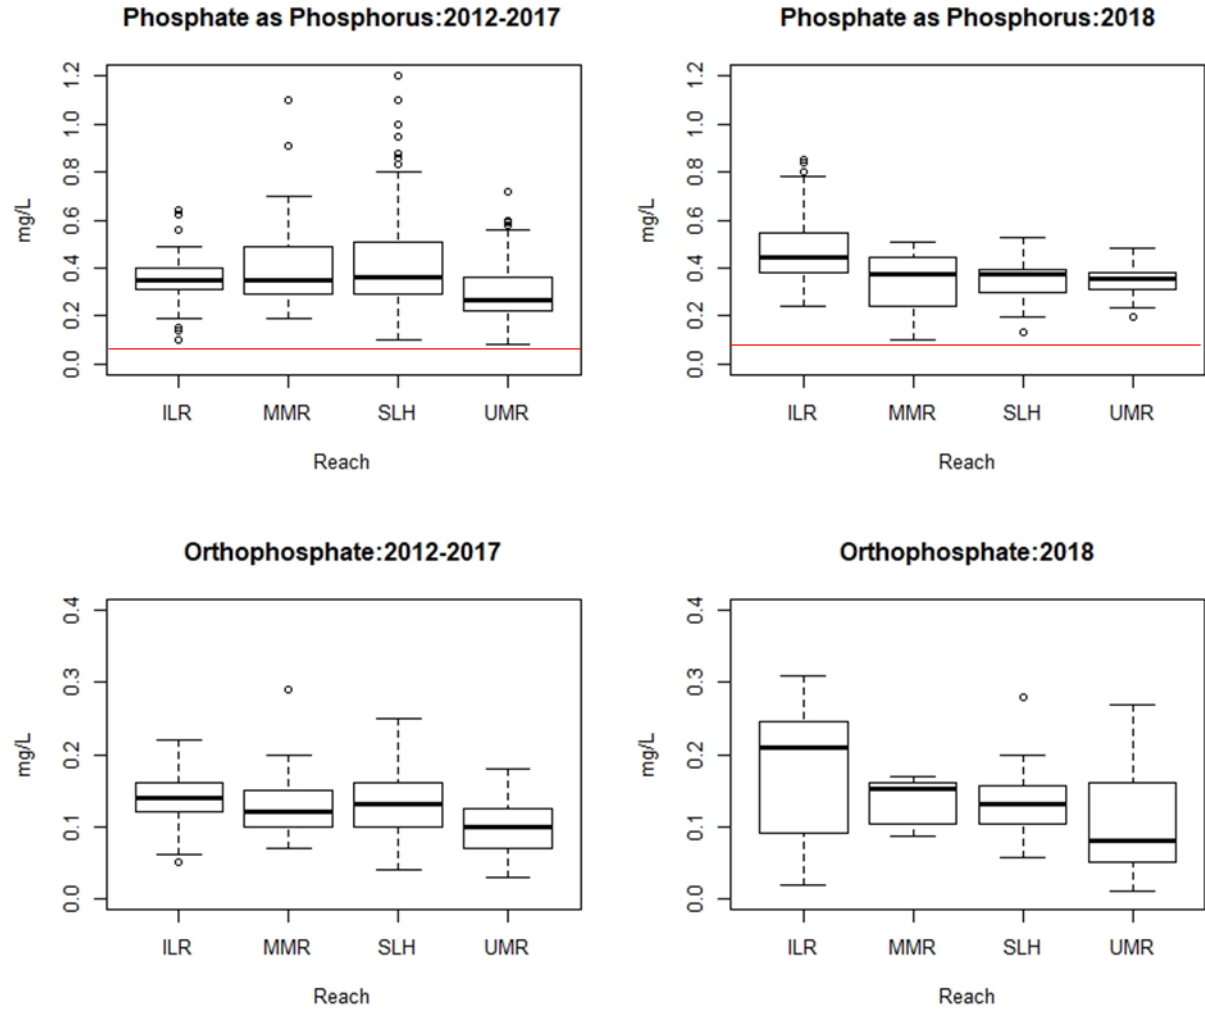 Phosphate as Phosphorus:2012-2017
mg/L
1.2
1.0
0.8
0.6
0.4
0.2
0.0
ILR MMR SLH UMR
Reach
Phosphate as Phosphorus:2018
mg/L
1.2
1.0
0.8
0.6
0.4
0.2
0.0
ILR MMR SLH UMR
Reach
Orthophosphate:2012-2017
mg/L
0.4
0.3
0.2
0.1
0.0
ILR MMR SLH UMR
Reach
Orthophosphate:2018
mg/L
0.4
0.3
0.2
0.1
0.0
ILR MMR SLH UMR
Reach